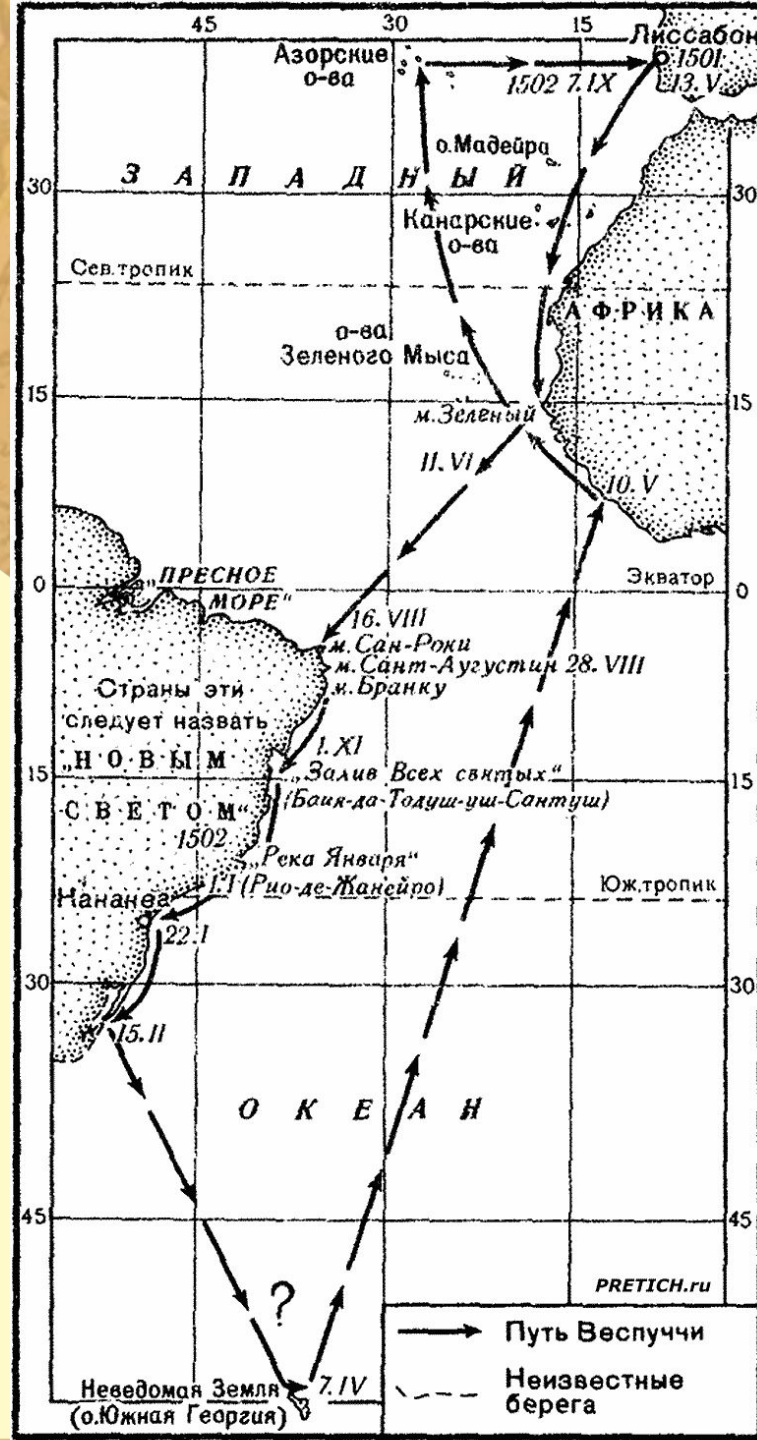 45 30 15
Лиссабон
Азорские
о-ва
1501
1502 7.IX 13.V
о.Мадейра
ЗАПАДНЫЙ
30 30
Канарские
о-ва
Сев.тропик
АФРИКА
о-ва
Зеленого Мыса
15 15
м.Зеленый
11.VI
10.V
„ПРЕСНОЕ
МОРЕ“
0 Экватор 0
16.VIII
м.Сан-Роки
м.Сант-Аугустин 28.VIII
м.Бранку
Страны эти
следует назвать
„НОВЫМ
СВЕТОМ“
1.XI
15 15
„Залив Всех святых“
(Баия-да-Тодуш-уш-Сантуш)
1502
„Река Января“
1.I (Рио-де-Жанейро)
Юж.тропик
Кананеа
22.I
30 30
15.II
ОКЕАН
45 45
?
PRETICH.ru
Неведомая Земля 7.IV
(о.Южная Георгия)
Путь Веспуччи
Неизвестные
берега